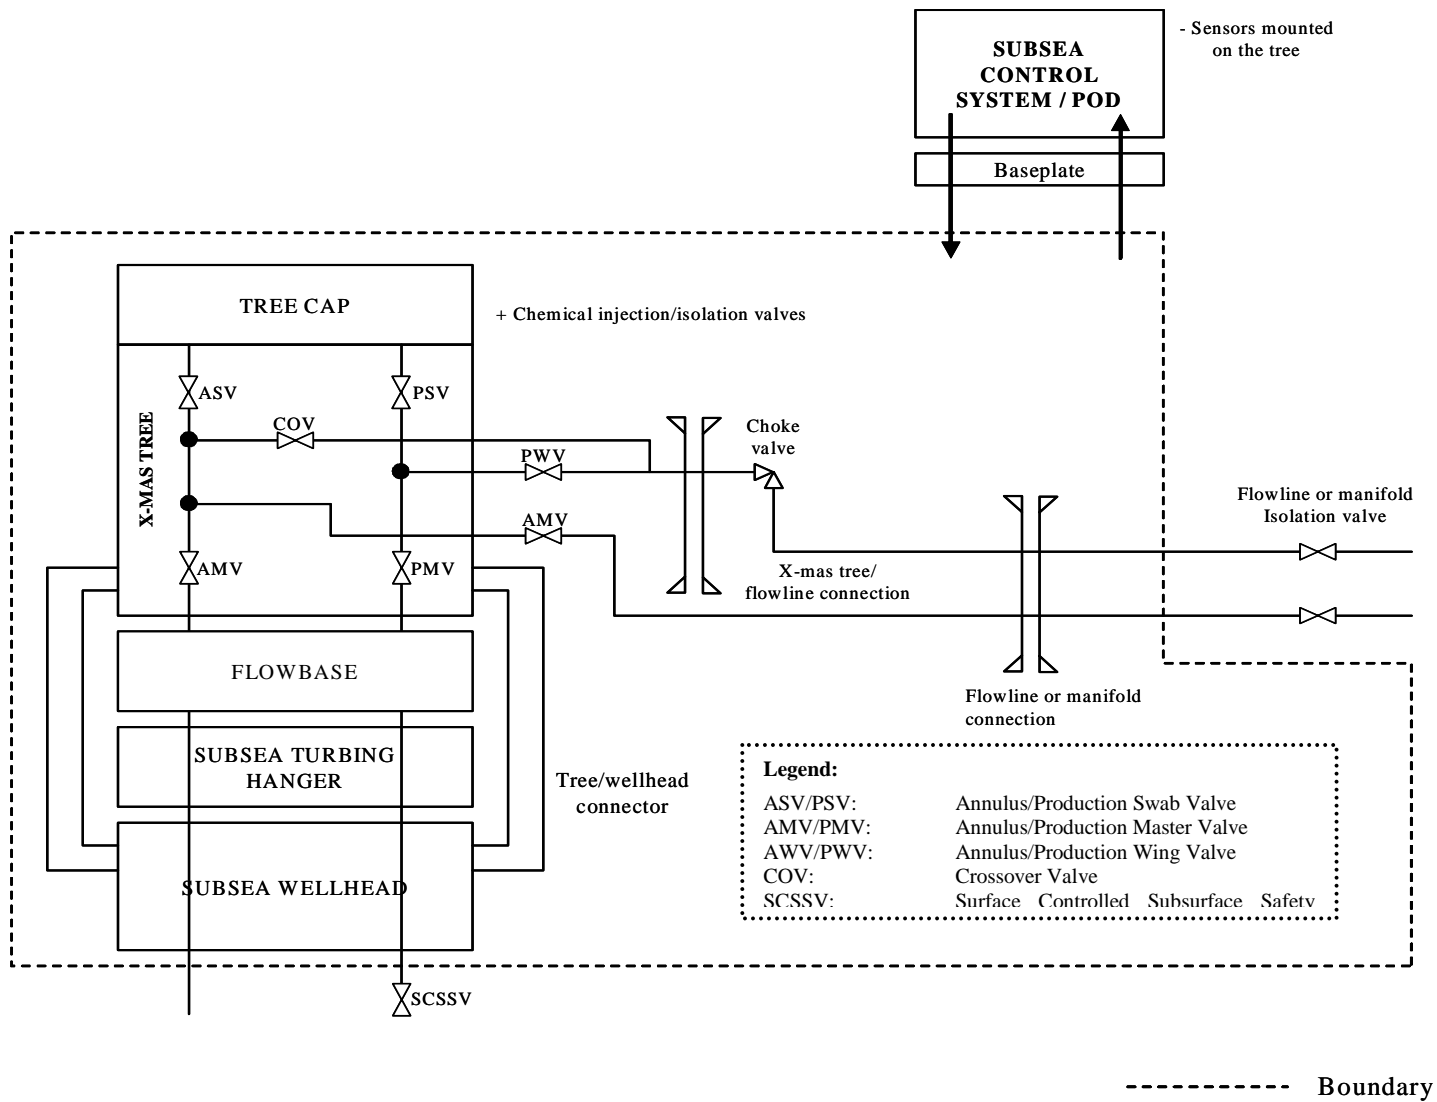 SUBSEA
CONTROL
SYSTEM / POD
- Sensors mounted
on the tree
Baseplate
TREE CAP
+ Chemical injection/isolation valves
ASV
PSV
COV
X-MAS TREE
PWV
Choke
valve
AMV
AMV
PMV
Flowline or manifold
Isolation valve
X-mas tree/
flowline connection
FLOWBASE
Flowline or manifold
connection
SUBSEA TURBING
HANGER
Tree/wellhead
connector
SUBSEA WELLHEAD
Legend:
ASV/PSV: Annulus/Production Swab Valve
AMV/PMV: Annulus/Production Master Valve
AWV/PWV: Annulus/Production Wing Valve
COV: Crossover Valve
SCSSV: Surface Controlled Subsurface Safety
SCSSV
Boundary